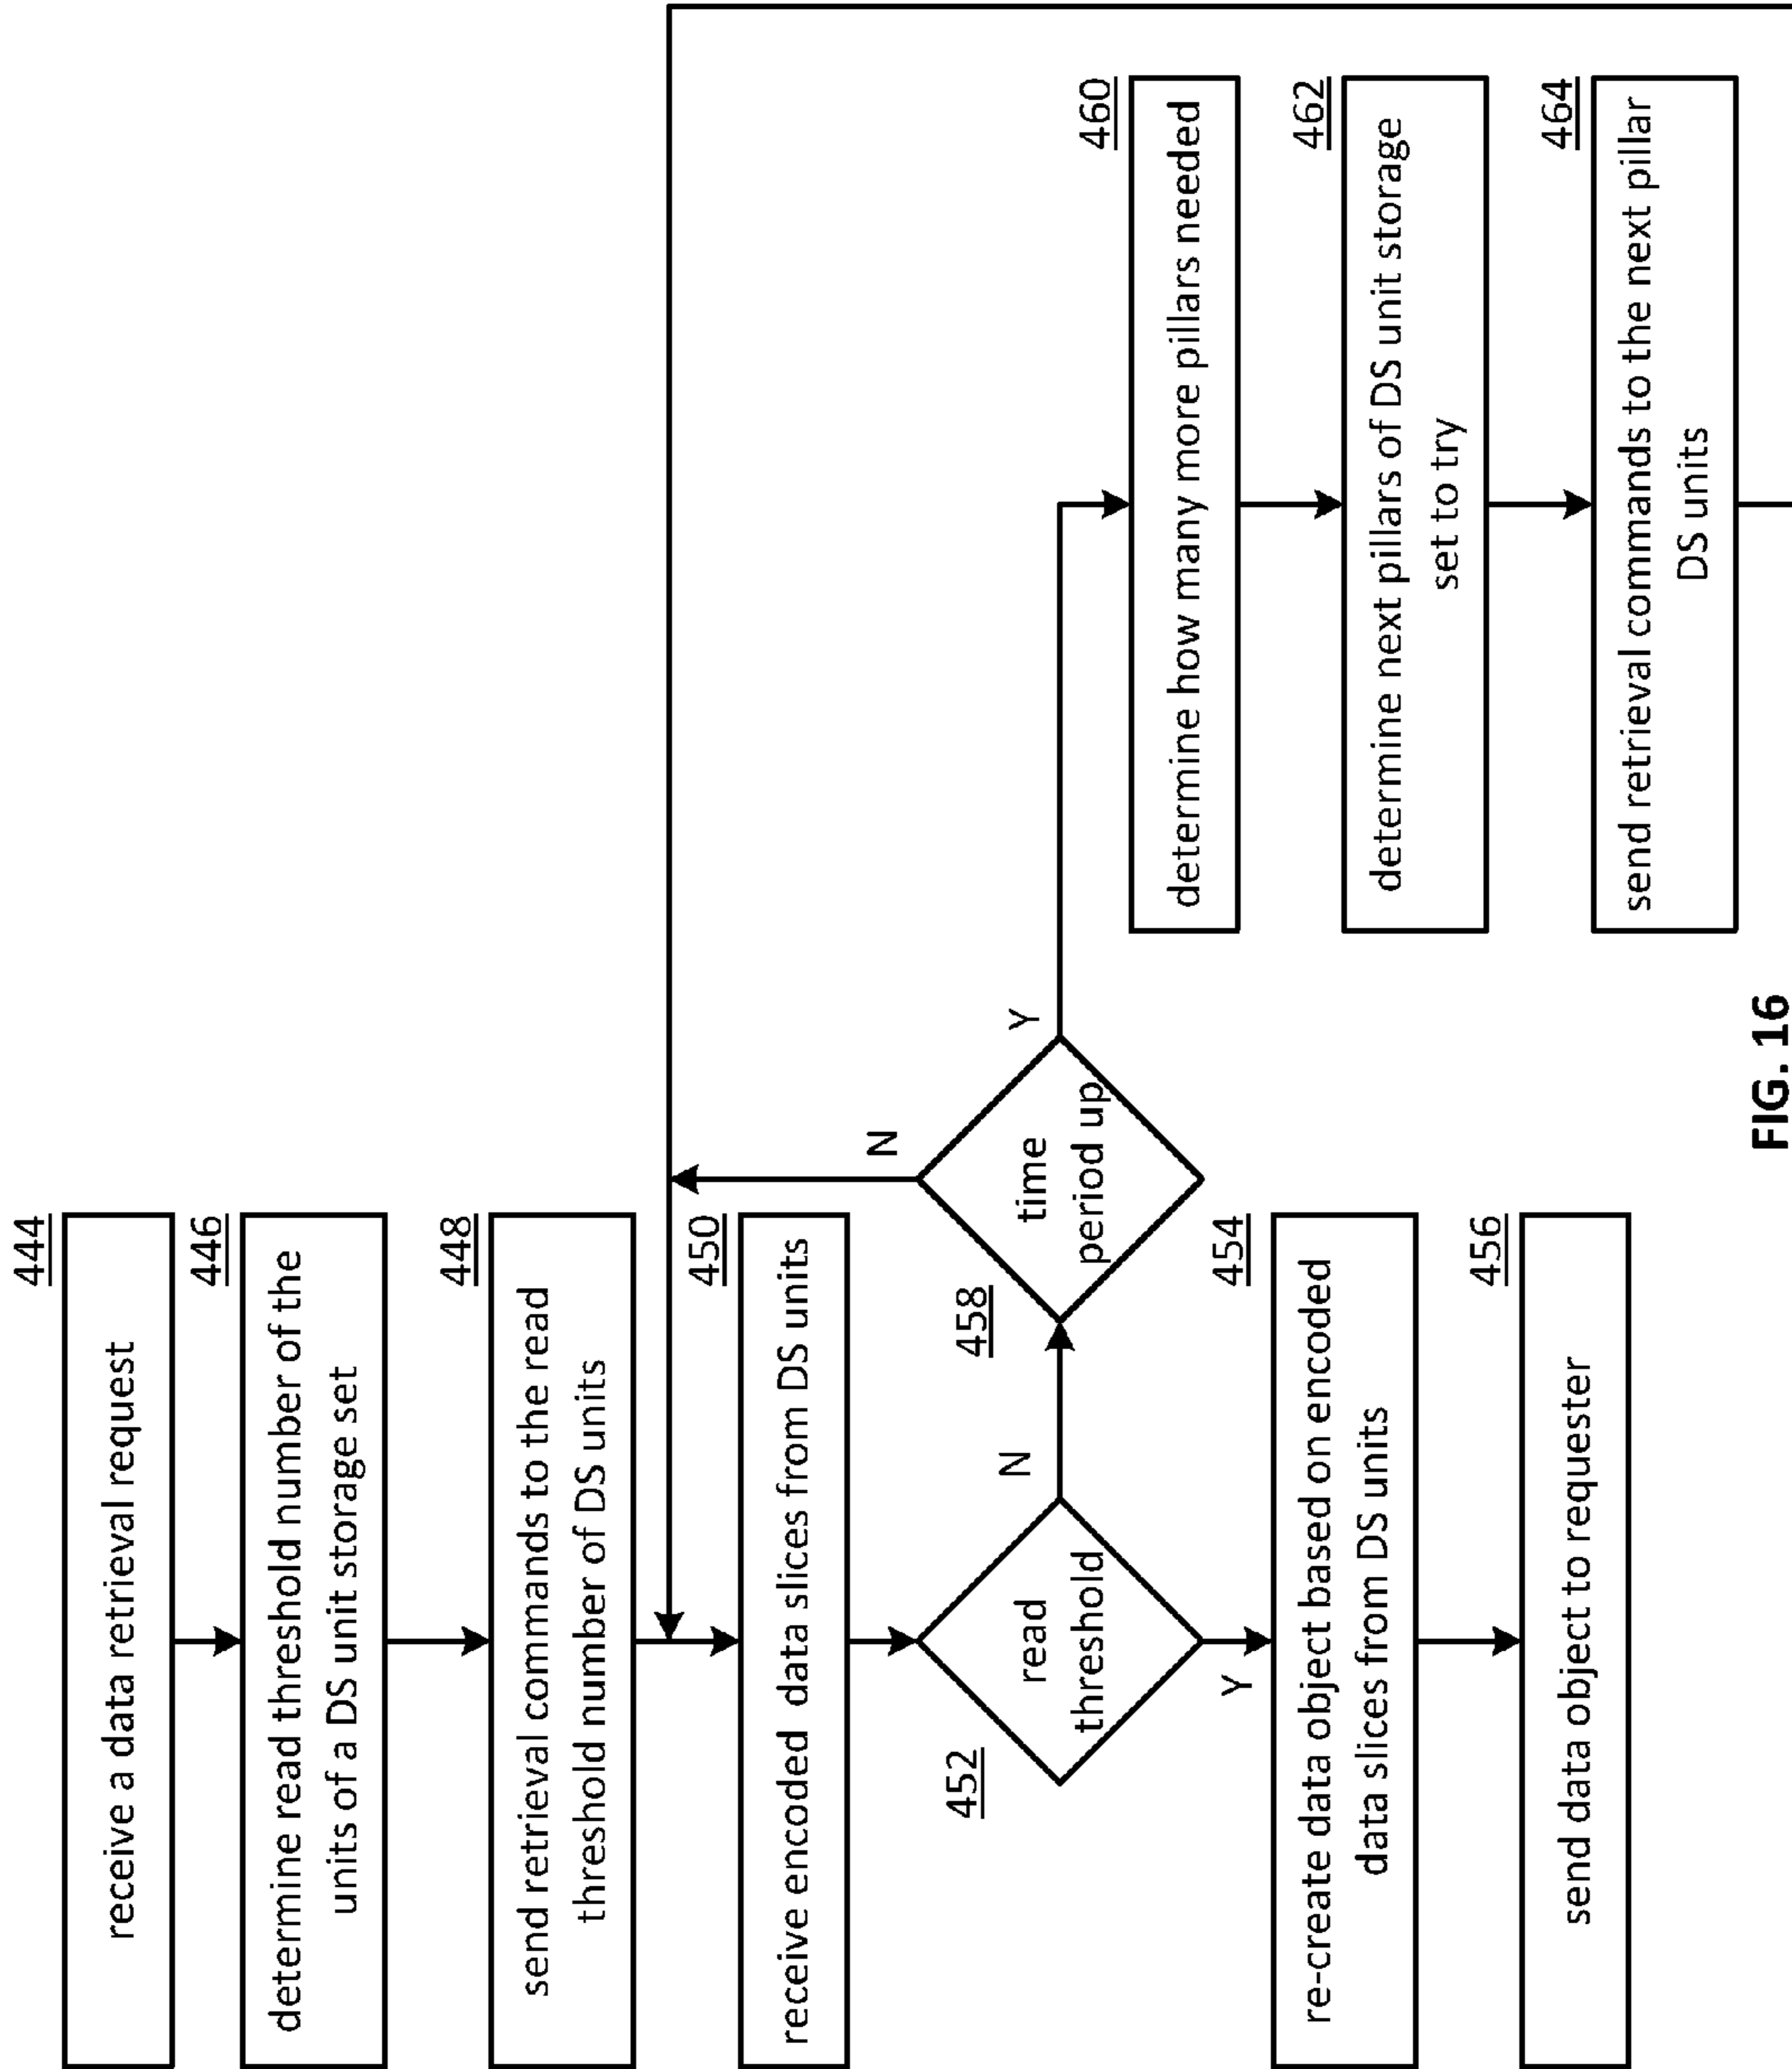 444
receive a data retrieval request
446
determine read threshold number of the
units of a DS unit storage set
448
send retrieval commands to the read
threshold number of DS units
450
receive encoded data slices from DS units
452
read
threshold
N
Y
458
time
period up
N
Y
454
re-create data object based on encoded
data slices from DS units
456
send data object to requester
460
determine how many more pillars needed
462
determine next pillars of DS unit storage
set to try
464
send retrieval commands to the next pillar
DS units
FIG. 16